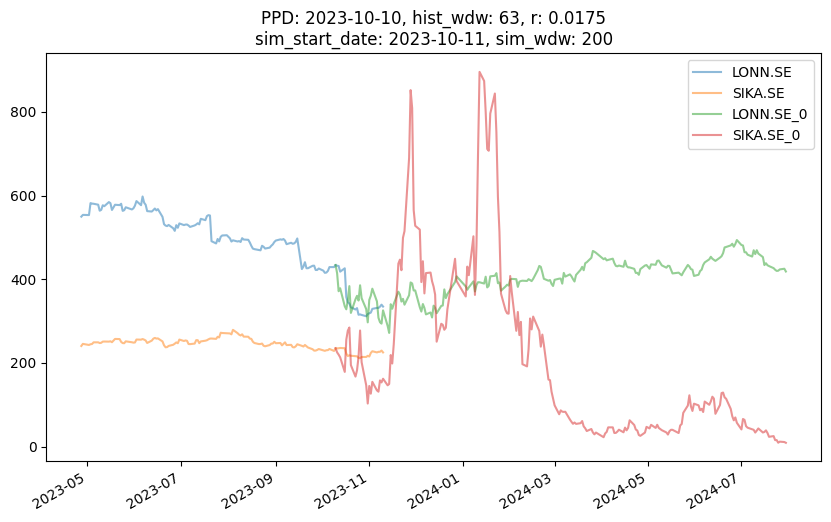 PPD: 2023-10-10, hist_wdw: 63, r: 0.0175
sim_start_date: 2023-10-11, sim_wdw: 200
LONN.SE
SIKA.SE
LONN.SE_0
SIKA.SE_0
800
600
400
200
0
2023-05
2023-07
2023-09
2023-11
2024-01
2024-03
2024-05
2024-07